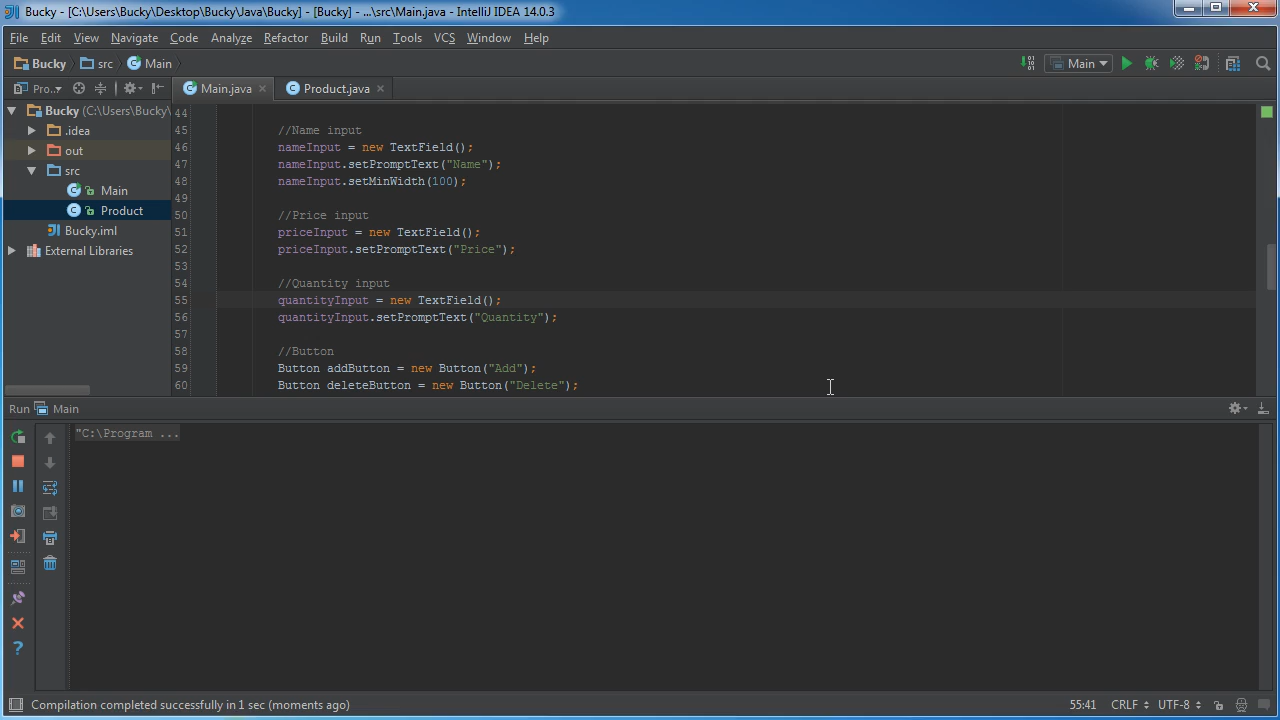 Bucky - [C:\Users\Bucky\Desktop\Bucky\Java\Bucky] - [Bucky] - ...\src\Main.java - IntelliJ IDEA 14.0.3
File Edit View Navigate Code Analyze Refactor Build Run Tools VCS Window Help
Bucky src Main Main
Pro.. Main.java Product.java
Bucky (C:\Users\Bucky\
.idea
out
src
Main
Product
Bucky.iml
External Libraries
44
45 //Name input
46 nameInput = new TextField();
47 nameInput.setPromptText("Name");
48 nameInput.setMinWidth(100);
49
50 //Price input
51 priceInput = new TextField();
52 priceInput.setPromptText("Price");
53
54 //Quantity input
55 quantityInput = new TextField();
56 quantityInput.setPromptText("Quantity");
57
58 //Button
59 Button addButton = new Button("Add");
60 Button deleteButton = new Button("Delete");
Run Main
"C:\Program ...
Compilation completed successfully in 1 sec (moments ago) 55:41 CRLF UTF-8